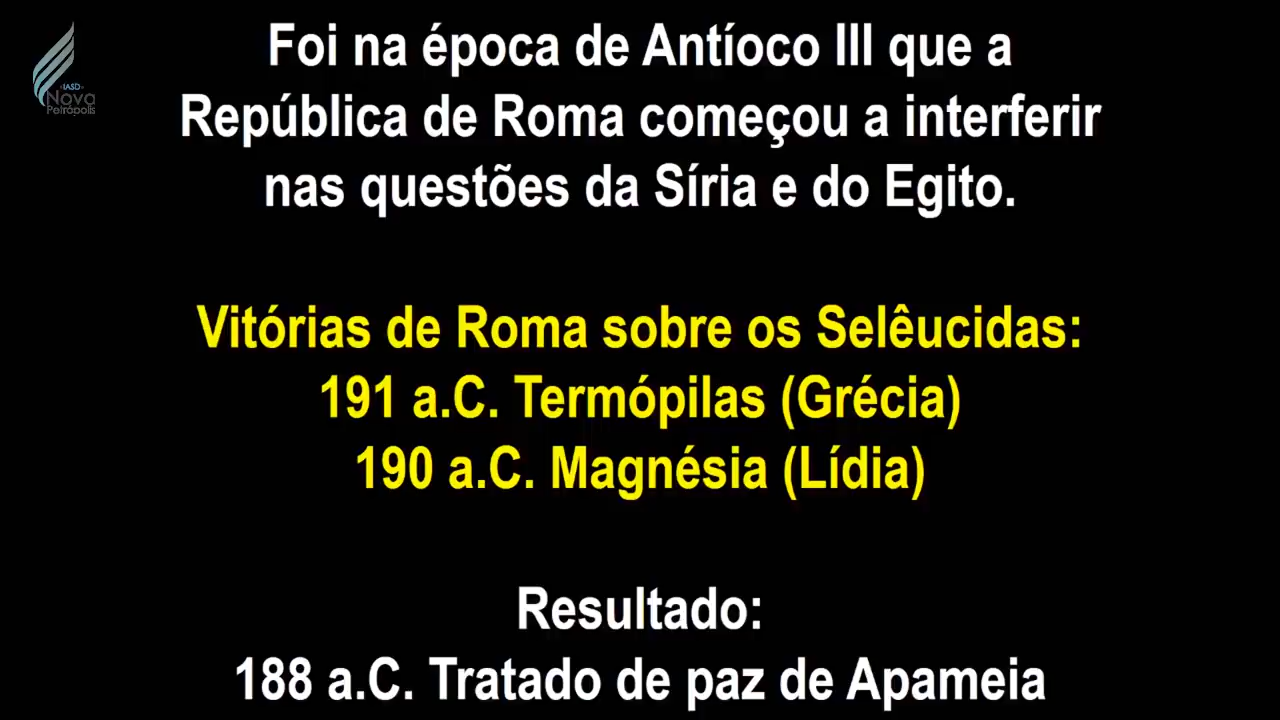 ·IASD·
Nova
Petrópolis
Foi na época de Antíoco III que a
República de Roma começou a interferir
nas questões da Síria e do Egito.
Vitórias de Roma sobre os Selêucidas:
191 a.C. Termópilas (Grécia)
190 a.C. Magnésia (Lídia)
Resultado:
188 a.C. Tratado de paz de Apameia